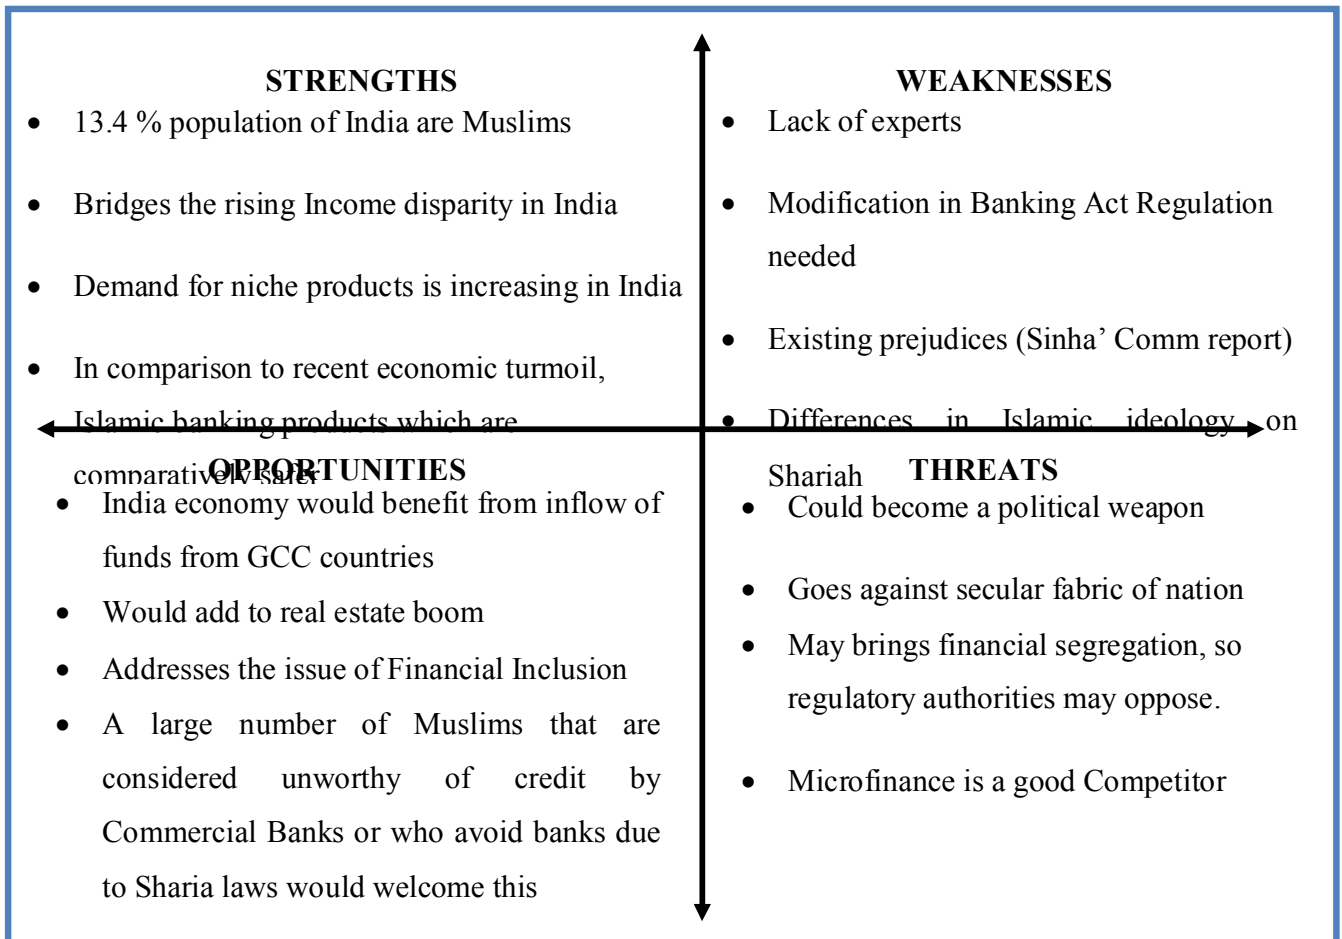 STRENGTHS
• 13.4 % population of India are Muslims
• Bridges the rising Income disparity in India
• Demand for niche products is increasing in India
• In comparison to recent economic turmoil,
Islamic banking products which are
comparatively safer
WEAKNESSES
• Lack of experts
• Modification in Banking Act Regulation
needed
• Existing prejudices (Sinha’ Comm report)
• Differences in Islamic ideology on
Shariah
OPPORTUNITIES
• India economy would benefit from inflow of
funds from GCC countries
• Would add to real estate boom
• Addresses the issue of Financial Inclusion
• A large number of Muslims that are
considered unworthy of credit by
Commercial Banks or who avoid banks due
to Sharia laws would welcome this
THREATS
• Could become a political weapon
• Goes against secular fabric of nation
• May brings financial segregation, so
regulatory authorities may oppose.
• Microfinance is a good Competitor